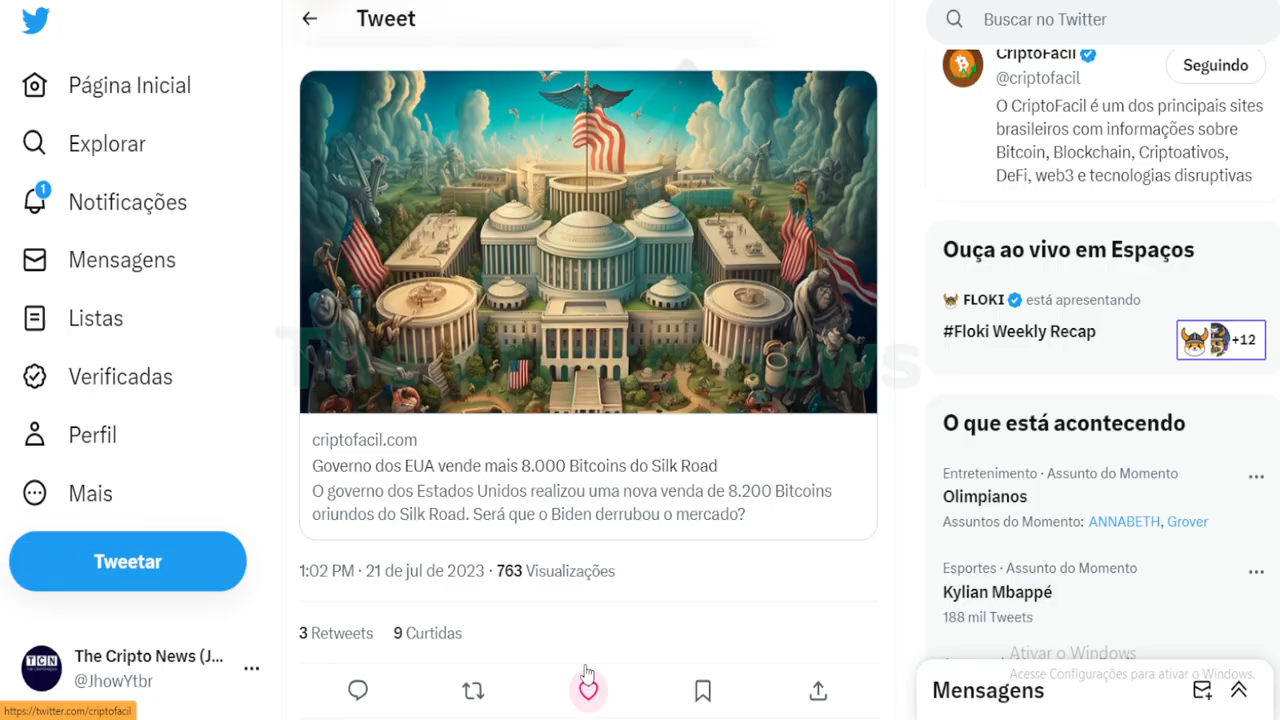 Tweet
Buscar no Twitter
Página Inicial
Explorar
1
Notificações
Mensagens
Listas
Verificadas
Perfil
Mais
Tweetar
TCN
The Cripto News (J...
@JhowYtbr
https://twitter.com/criptofacil
criptofacil.com
Governo dos EUA vende mais 8.000 Bitcoins do Silk Road
O governo dos Estados Unidos realizou uma nova venda de 8.200 Bitcoins
oriundos do Silk Road. Será que o Biden derrubou o mercado?
1:02 PM · 21 de jul de 2023 · 763 Visualizações
3 Retweets 9 Curtidas
CriptoFacil
@criptofacil
Seguindo
O CriptoFacil é um dos principais sites
brasileiros com informações sobre
Bitcoin, Blockchain, Criptoativos,
DeFi, web3 e tecnologias disruptivas
Ouça ao vivo em Espaços
FLOKI está apresentando
#Floki Weekly Recap
+12
O que está acontecendo
Entretenimento · Assunto do Momento
Olimpianos
Assuntos do Momento: ANNABETH, Grover
Esportes · Assunto do Momento
Kylian Mbappé
188 mil Tweets
Ativar o Windows
Acesse Configurações para ativar o Windows.
Mensagens